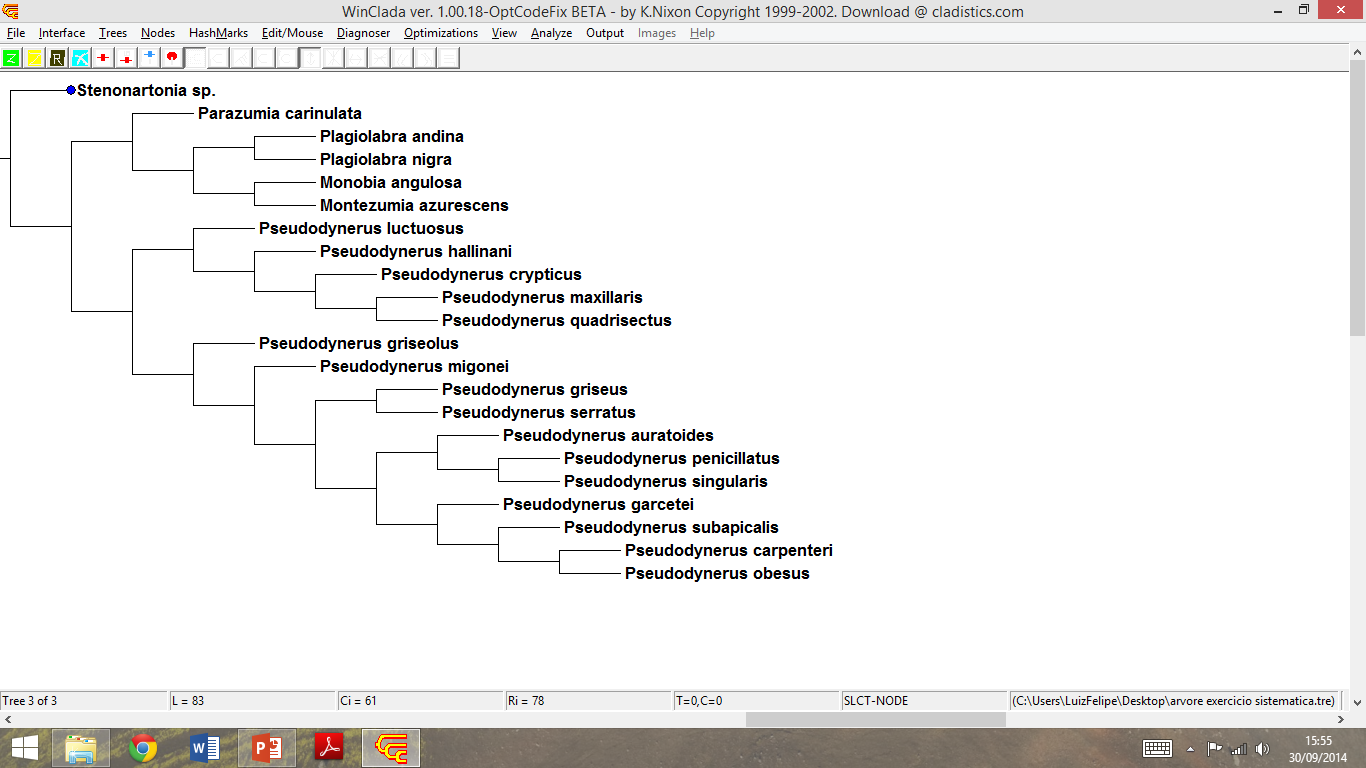 WinClada ver. 1.00.18-OptCodeFix BETA - by K.Nixon Copyright 1999-2002. Download @ cladistics.com
File Interface Trees Nodes HashMarks Edit/Mouse Diagnoser Optimizations View Analyze Output Images Help
Stenonartonia sp.
Parazumia carinulata
Plagiolabra andina
Plagiolabra nigra
Monobia angulosa
Montezumia azurescens
Pseudodynerus luctuosus
Pseudodynerus hallinani
Pseudodynerus crypticus
Pseudodynerus maxillaris
Pseudodynerus quadrisectus
Pseudodynerus griseolus
Pseudodynerus migonei
Pseudodynerus griseus
Pseudodynerus serratus
Pseudodynerus auratoides
Pseudodynerus penicillatus
Pseudodynerus singularis
Pseudodynerus garcetei
Pseudodynerus subapicalis
Pseudodynerus carpenteri
Pseudodynerus obesus
Tree 3 of 3 L = 83 Ci = 61 Ri = 78 T=0,C=0 SLCT-NODE (C:\Users\LuizFelipe\Desktop\arvore exercicio sistematica.tre)
15:55
30/09/2014